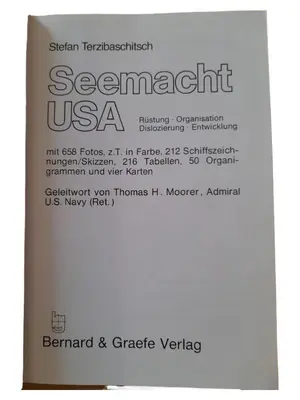 Stefan Terzibaschitsch
Seemacht
USA
Rüstung · Organisation
Dislozierung · Entwicklung
mit 658 Fotos, z.T. in Farbe, 212 Schiffszeich-
nungen/Skizzen, 216 Tabellen, 50 Organi-
grammen und vier Karten
Geleitwort von Thomas H. Moorer, Admiral
U.S. Navy (Ret.)
Bernard & Graefe Verlag